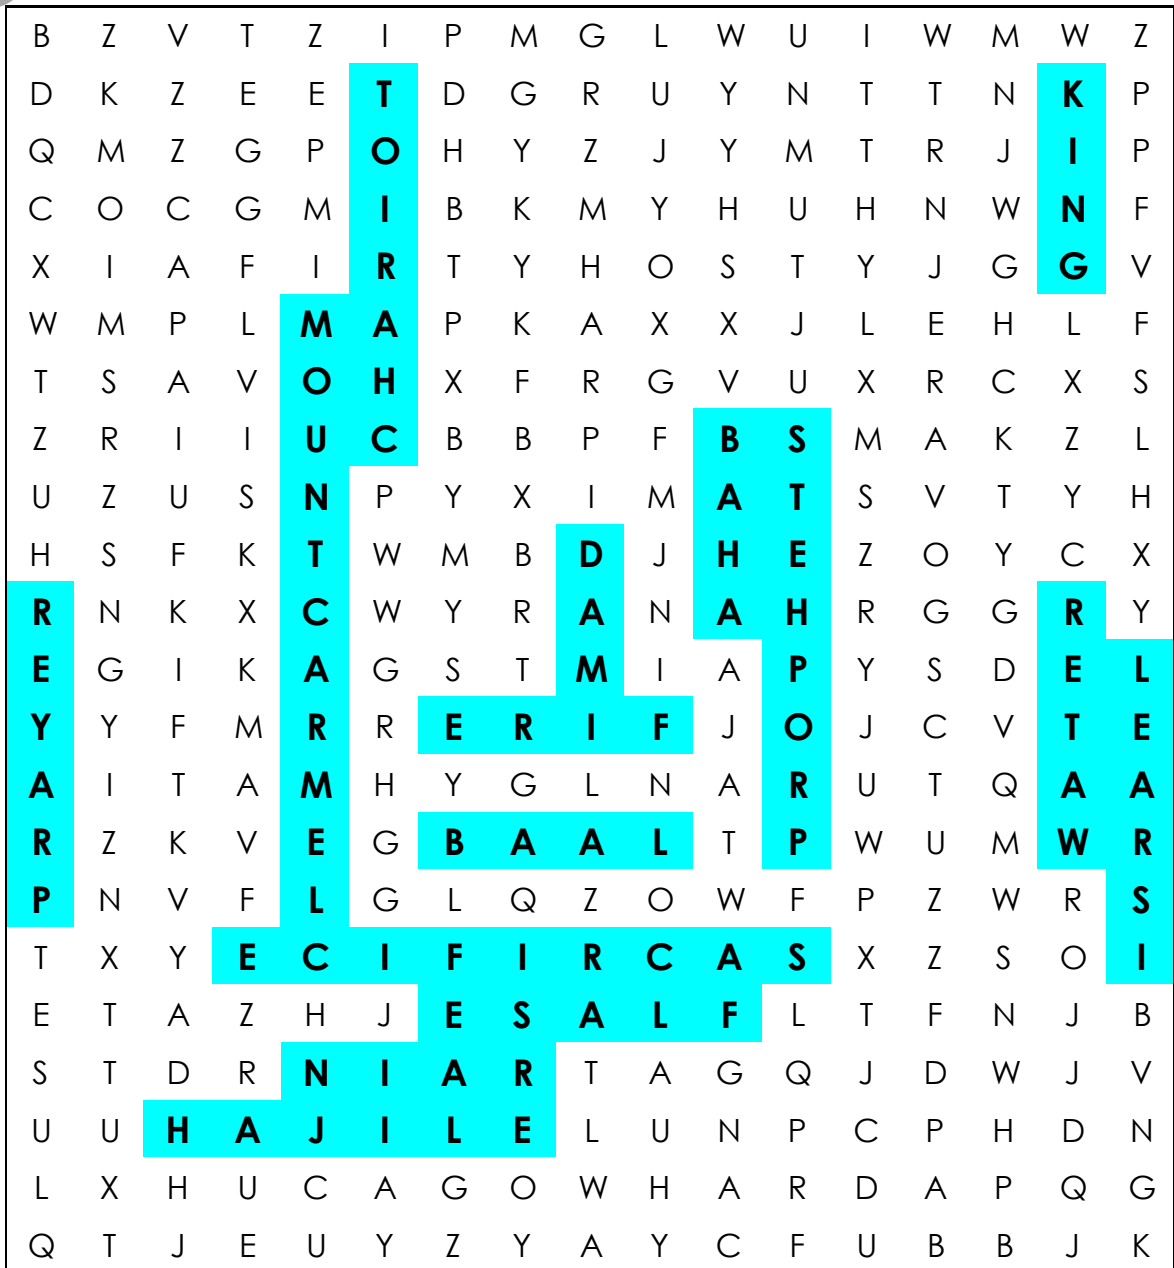 B Z V T Z I P M G L W U I W M W Z
D K Z E E T D G R U Y N T T N K P
Q M Z G P O H Y Z J Y M T R J I P
C O C G M I B K M Y H U H N W N F
X I A F I R T Y H O S T Y J G G V
W M P L M A P K A X X J L E H L F
T S A V O H X F R G V U X R C X S
Z R I I U C B B P F B S M A K Z L
U Z U S N P Y X I M A T S V T Y H
H S F K T W M B D J H E Z O Y C X
R N K X C W Y R A N A H R G G R Y
E G I K A G S T M I A P Y S D E L
Y Y F M R R E R I F J O J C V T E
A I T A M H Y G L N A R U T Q A A
R Z K V E G B A A L T P W U M W R
P N V F L G L Q Z O W F P Z W R S
T X Y E C I F I R C A S X Z S O I
E T A Z H J E S A L F L T F N J B
S T D R N I A R T A G Q J D W J V
U U H A J I L E L U N P C P H D N
L X H U C A G O W H A R D A P Q G
Q T J E U Y Z Y A Y C F U B B J K